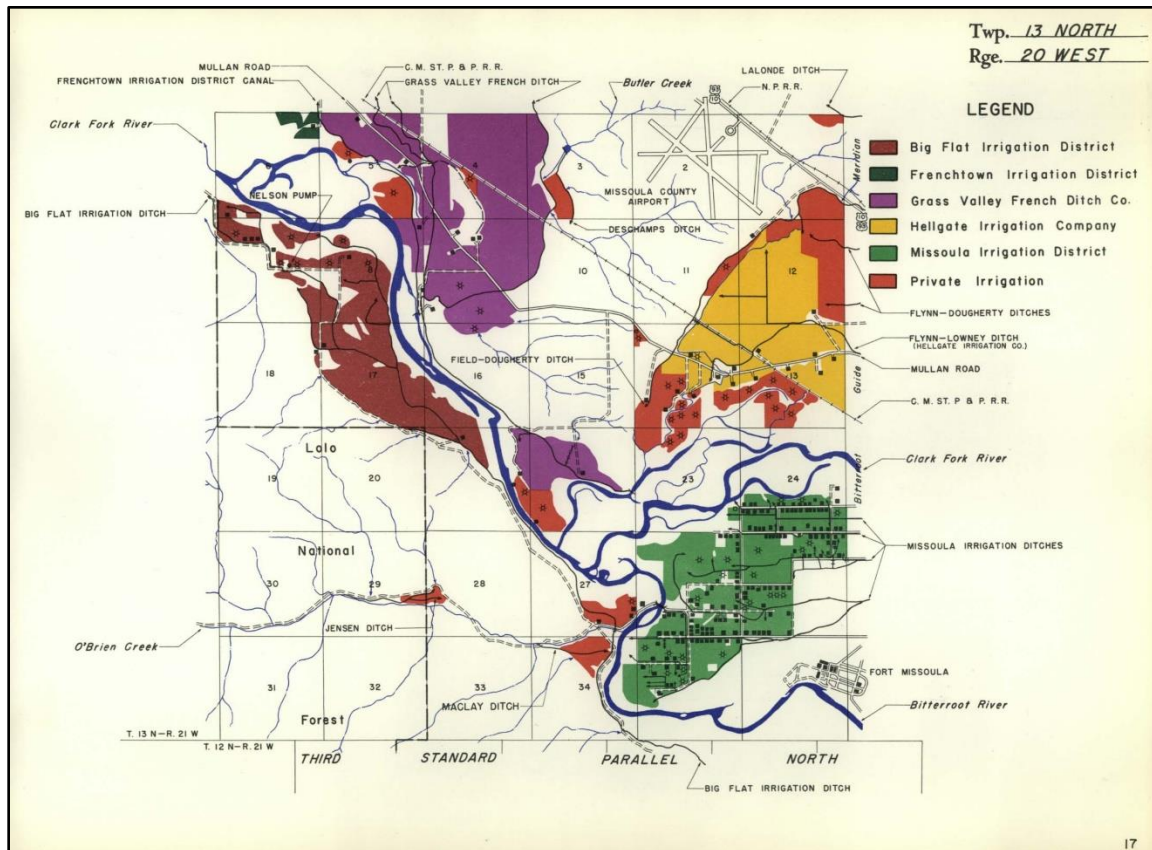 Twp. 13 NORTH
Rge. 20 WEST
MULLAN ROAD
C. M. ST. P. & P. R. R.
LALONDE DITCH
FRENCHTOWN IRRIGATION DISTRICT CANAL
GRASS VALLEY FRENCH DITCH
Butler Creek
N. P. R. R.
93
10
Clark Fork River
LEGEND
Big Flat Irrigation District
Frenchtown Irrigation District
Grass Valley French Ditch Co.
Hellgate Irrigation Company
Missoula Irrigation District
Private Irrigation
Meridian
6
5
4
3
2
1
NELSON PUMP
MISSOULA COUNTY
AIRPORT
BIG FLAT IRRIGATION DITCH
DESCHAMPS DITCH
8
10
11
12
FLYNN-DOUGHERTY DITCHES
FIELD-DOUGHERTY DITCH
FLYNN-LOWNEY DITCH
(HELLGATE IRRIGATION CO.)
MULLAN ROAD
18
17
16
15
13
Guide
C. M. ST. P & P. R. R.
Lolo
Clark Fork River
19
20
23
24
Bitterroot
National
MISSOULA IRRIGATION DITCHES
30
29
28
27
JENSEN DITCH
O'Brien Creek
FORT MISSOULA
31
32
33
34
MACLAY DITCH
Bitterroot River
Forest
T. 13 N-R. 21 W
T. 12 N-R. 21 W
THIRD STANDARD PARALLEL NORTH
BIG FLAT IRRIGATION DITCH
17